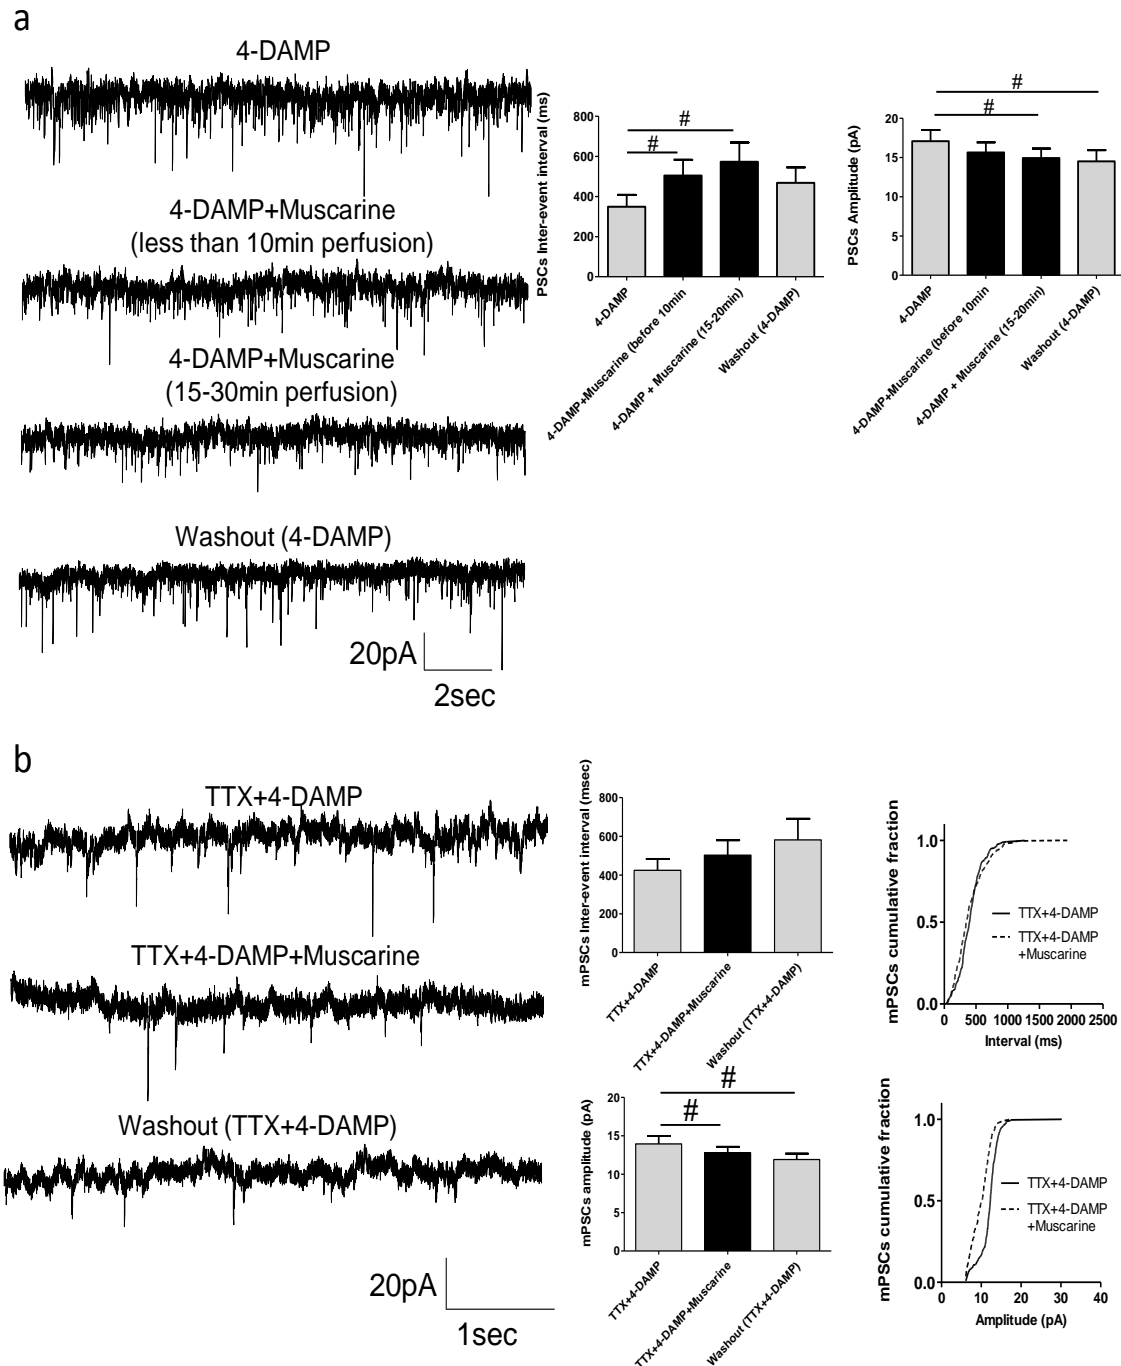 a
4-DAMP
4-DAMP+Muscarine
(less than 10min perfusion)
4-DAMP+Muscarine
(15-30min perfusion)
Washout (4-DAMP)
20pA
2sec
PSCs Inter-event interval (ms)
800
600
400
200
0
#
#
4-DAMP
4-DAMP+Muscarine (before 10min)
4-DAMP + Muscarine (15-20min)
Washout (4-DAMP)
PSCs Amplitude (pA)
20
15
10
5
0
#
#
4-DAMP
4-DAMP+Muscarine (before 10min)
4-DAMP + Muscarine (15-20min)
Washout (4-DAMP)
b
TTX+4-DAMP
TTX+4-DAMP+Muscarine
Washout (TTX+4-DAMP)
20pA
1sec
mPSCs Inter-event interval (msec)
800
600
400
200
0
TTX+4-DAMP
TTX+4-DAMP+Muscarine
Washout (TTX+4-DAMP)
mPSCs cumulative fraction
1.0
0.5
0.0
TTX+4-DAMP
TTX+4-DAMP
+Muscarine
0 500 1000 1500 2000 2500
Interval (ms)
mPSCs amplitude (pA)
20
15
10
5
0
#
#
TTX+4-DAMP
TTX+4-DAMP+Muscarine
Washout (TTX+4-DAMP)
mPSCs cumulative fraction
1.0
0.5
0.0
TTX+4-DAMP
TTX+4-DAMP
+Muscarine
0 10 20 30 40
Amplitude (pA)